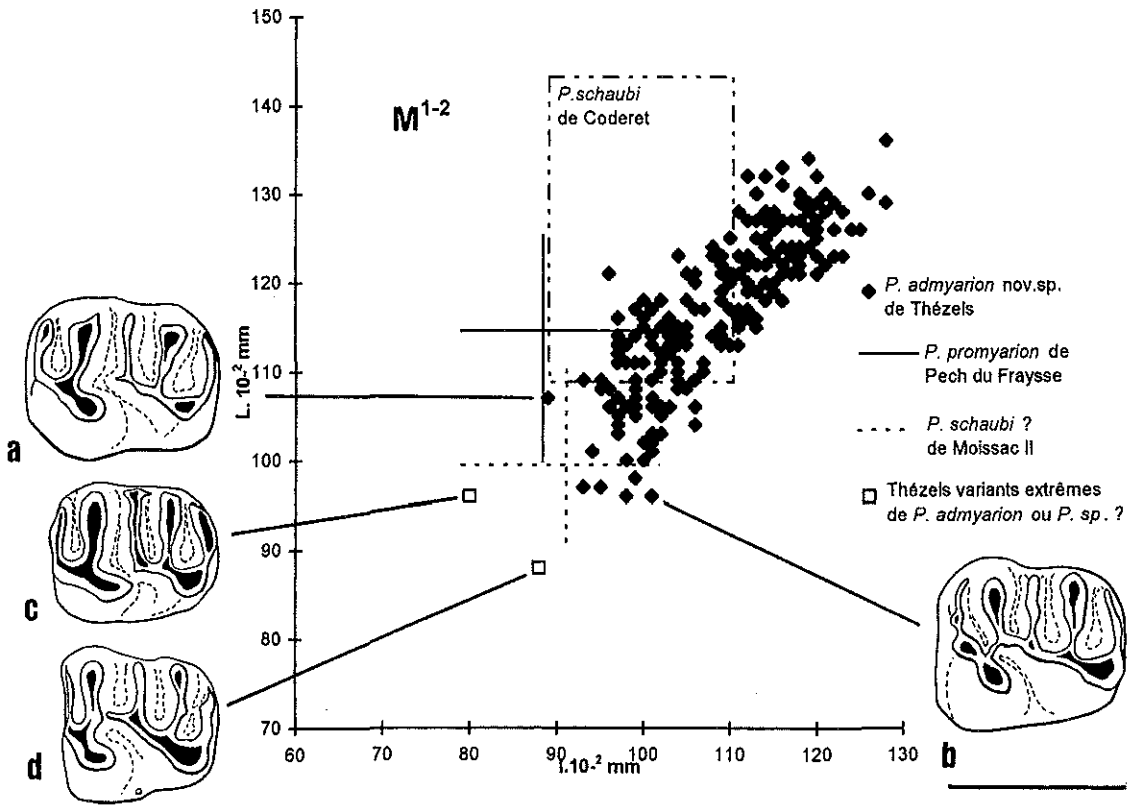 150
140
130
120
110
100
90
80
70
L. 10⁻² mm
M¹⁻²
P.schaubi
de Coderet
P. admyarion nov.sp.
de Thézels
P. promyarion de
Pech du Fraysse
P. schaubi ?
de Moissac II
Thézels variants extrêmes
de P. admyarion ou P. sp. ?
a
c
d
b
60
70
80
90
100
110
120
130
l.10⁻² mm